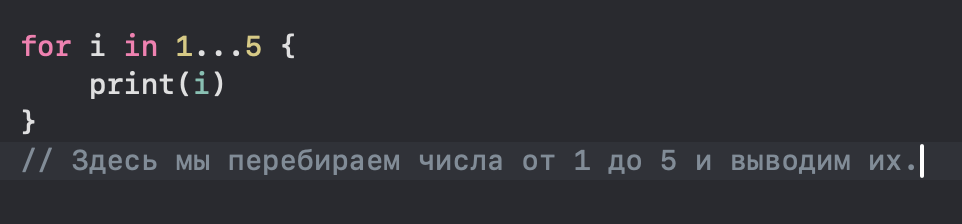 for i in 1...5 {
    print(i)
}
// Здесь мы перебираем числа от 1 до 5 и выводим их.